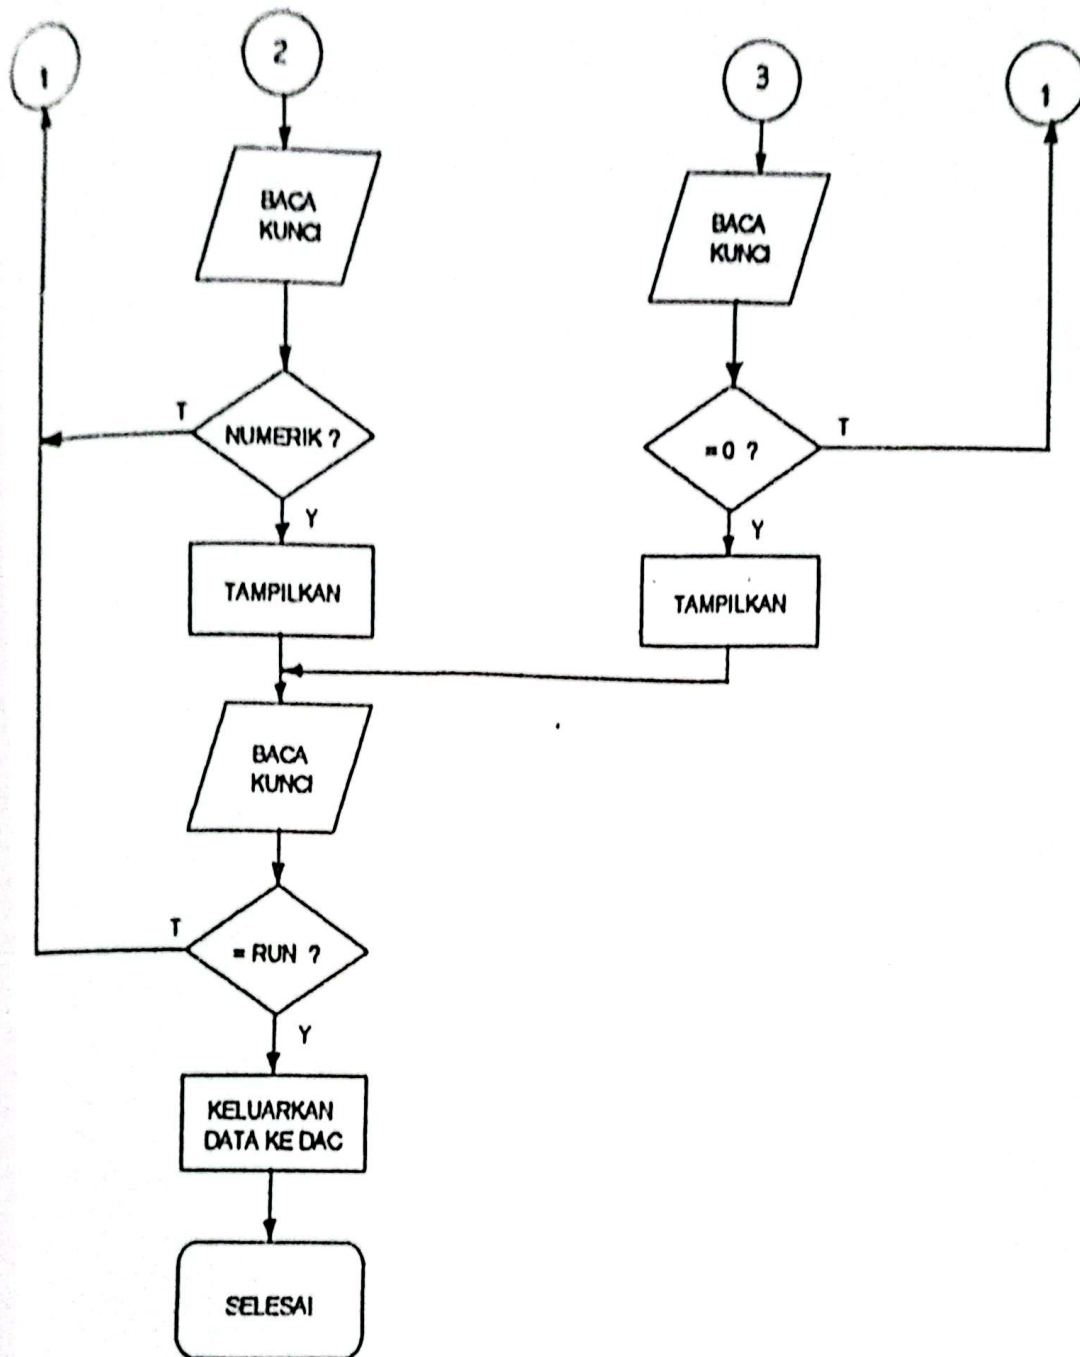 1
2
3
1
BACA
KUNCI
BACA
KUNCI
T
NUMERIK ?
= 0 ?
T
Y
Y
TAMPILKAN
TAMPILKAN
BACA
KUNCI
T
= RUN ?
Y
KELUARKAN
DATA KE DAC
SELESAI